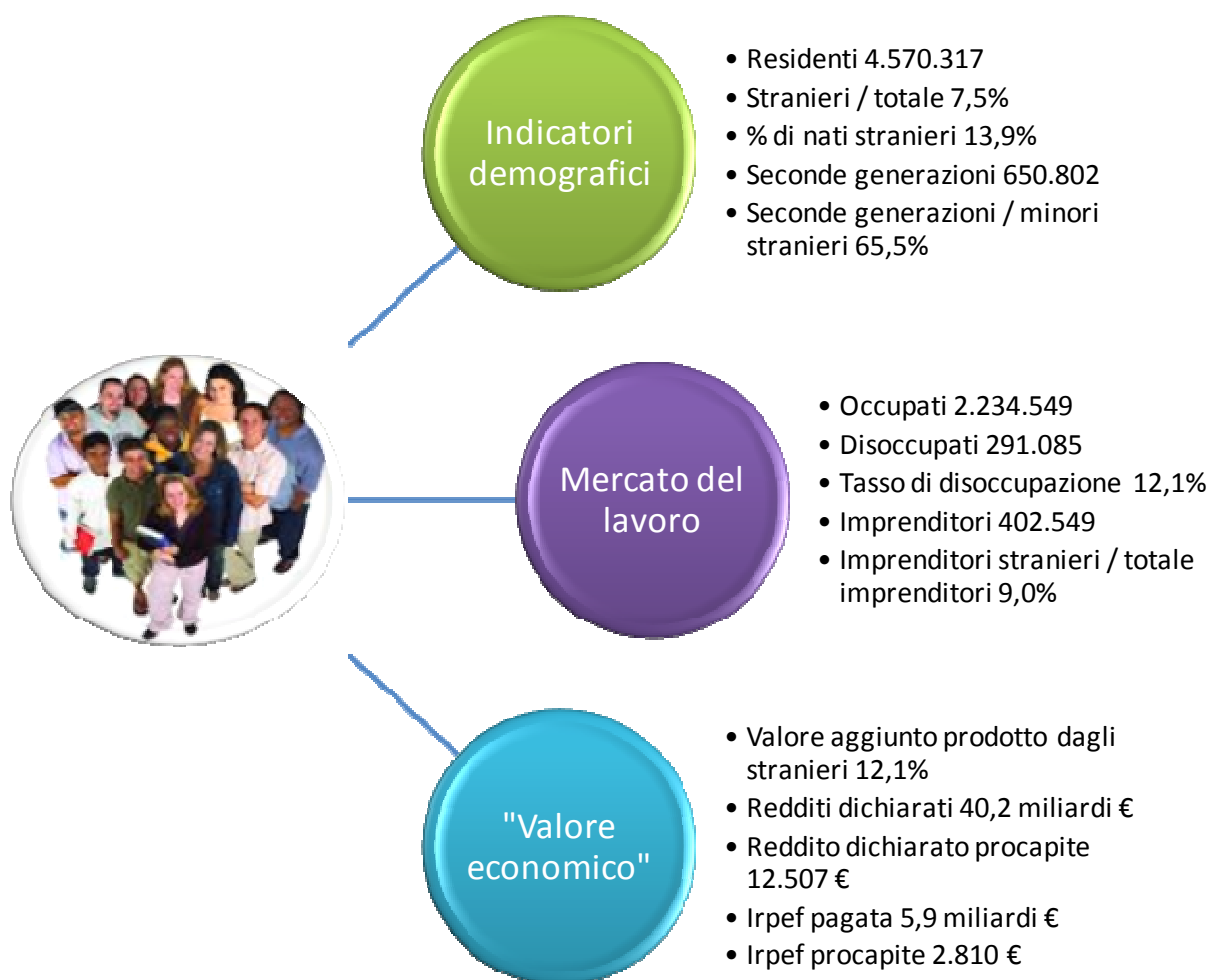 Indicatori
demografici
• Residenti 4.570.317
• Stranieri / totale 7,5%
• % di nati stranieri 13,9%
• Seconde generazioni 650.802
• Seconde generazioni / minori
stranieri 65,5%
Mercato del
lavoro
• Occupati 2.234.549
• Disoccupati 291.085
• Tasso di disoccupazione 12,1%
• Imprenditori 402.549
• Imprenditori stranieri / totale
imprenditori 9,0%
"Valore
economico"
• Valore aggiunto prodotto dagli
stranieri 12,1%
• Redditi dichiarati 40,2 miliardi €
• Reddito dichiarato procapite
12.507 €
• Irpef pagata 5,9 miliardi €
• Irpef procapite 2.810 €